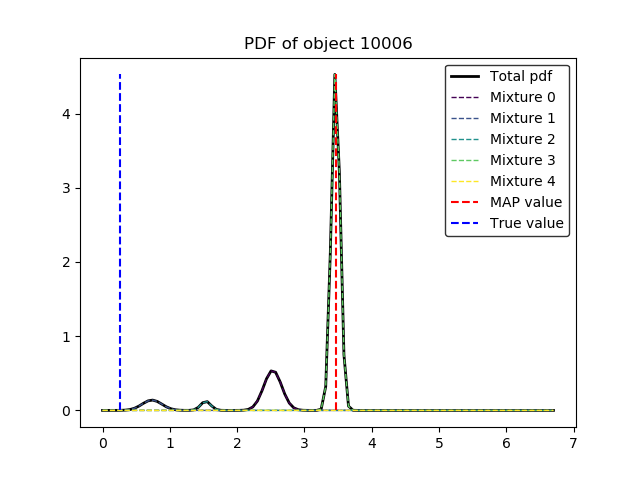 PDF of object 10006
Total pdf
Mixture 0
Mixture 1
Mixture 2
Mixture 3
Mixture 4
MAP value
True value
4
3
2
1
0
0 1 2 3 4 5 6 7